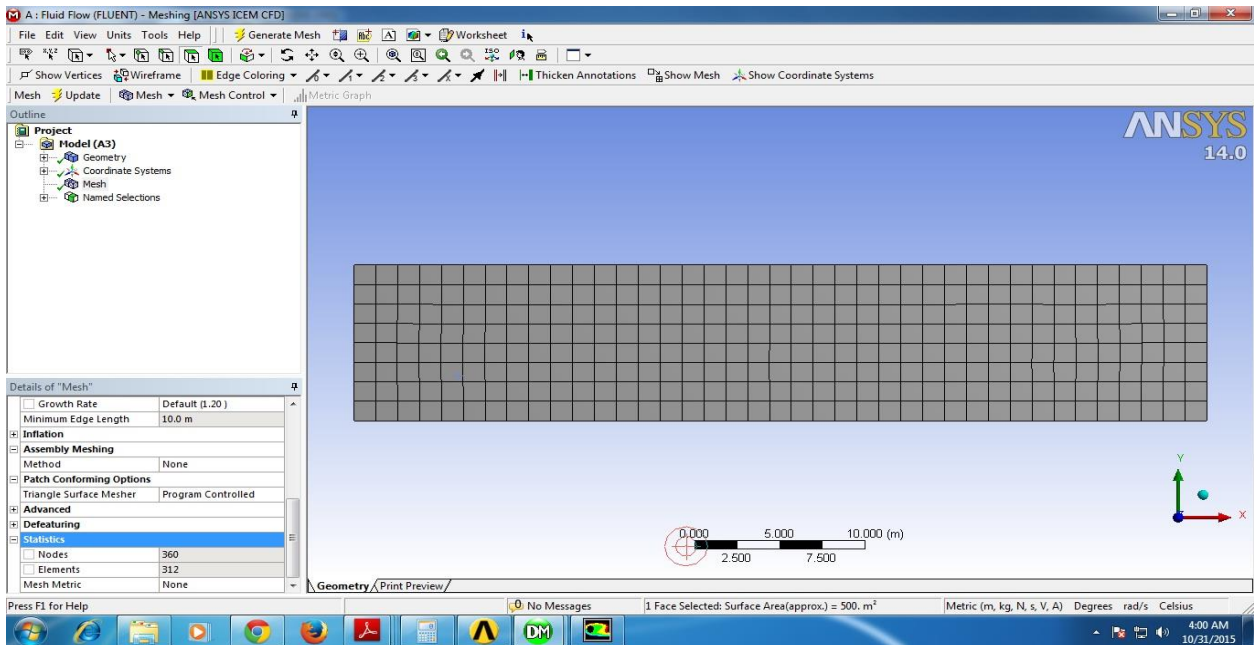 A : Fluid Flow (FLUENT) - Meshing [ANSYS ICEM CFD]
File Edit View Units Tools Help Generate Mesh Worksheet
Show Vertices Wireframe Edge Coloring Thicken Annotations Show Mesh Show Coordinate Systems
Mesh Update Mesh Mesh Control Metric Graph
Outline
Project
Model (A3)
Geometry
Coordinate Systems
Mesh
Named Selections
ANSYS
14.0
Details of "Mesh"
Growth Rate Default (1.20 )
Minimum Edge Length 10.0 m
Inflation
Assembly Meshing
Method None
Patch Conforming Options
Triangle Surface Mesher Program Controlled
Advanced
Defeaturing
Statistics
Nodes 360
Elements 312
Mesh Metric None
Y
X
0.000 5.000 10.000 (m)
2.500 7.500
Geometry Print Preview
Press F1 for Help 0 No Messages 1 Face Selected: Surface Area(approx.) = 500. m² Metric (m, kg, N, s, V, A) Degrees rad/s Celsius
DM
4:00 AM
10/31/2015